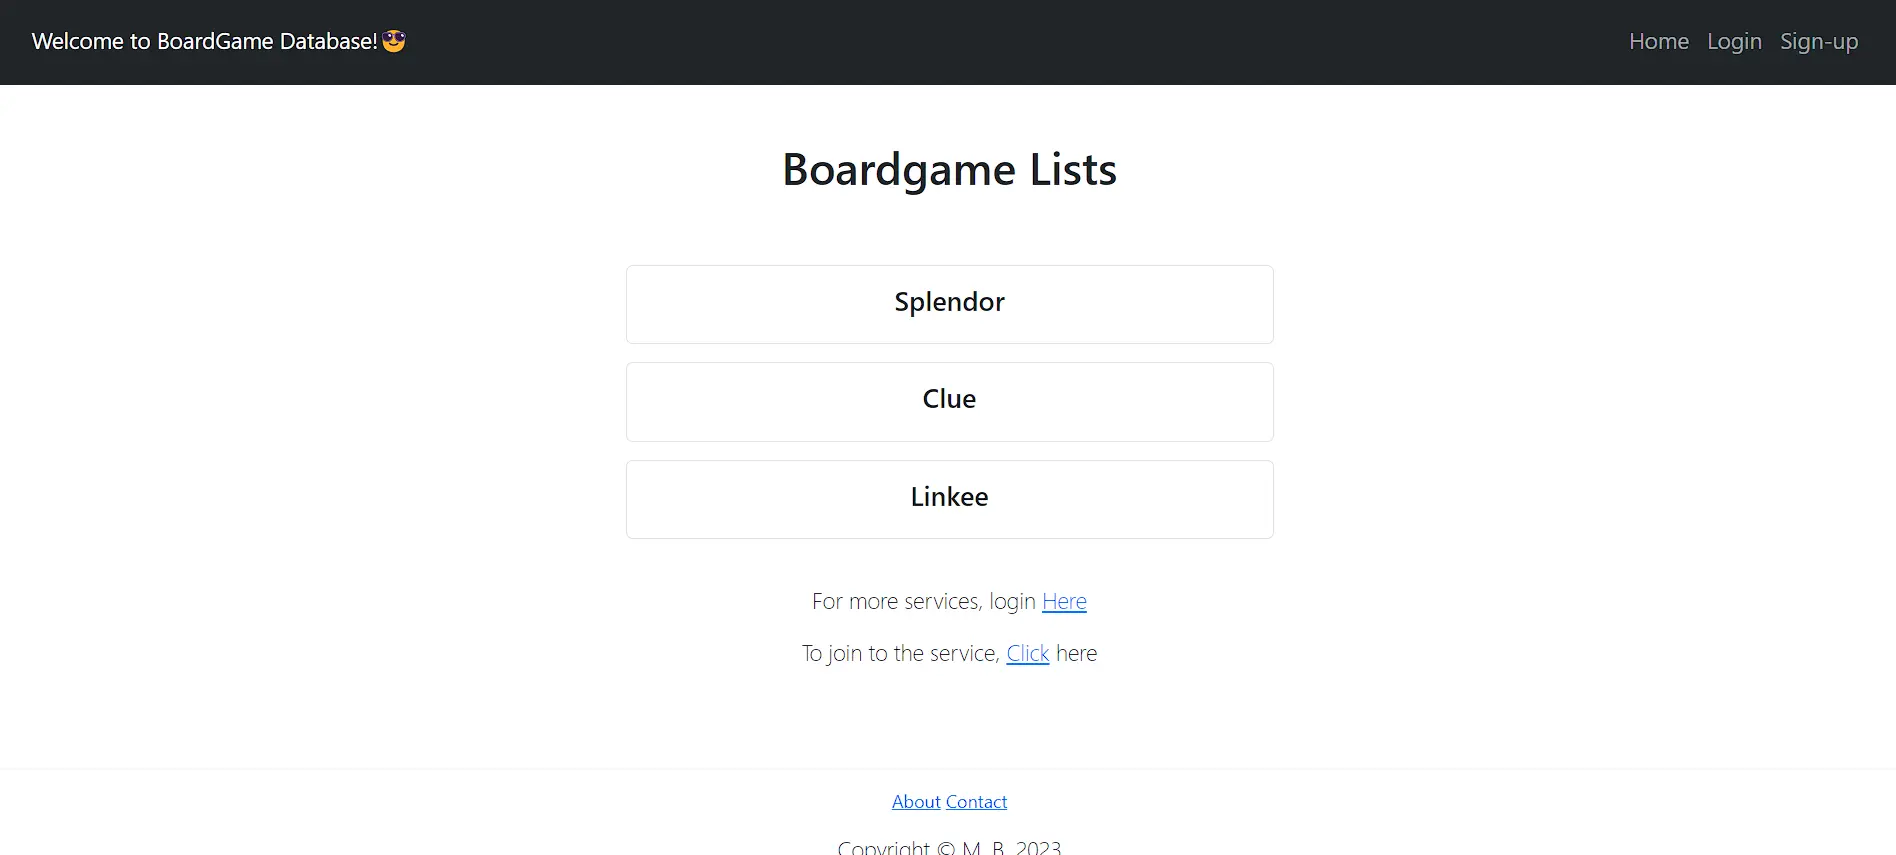 Welcome to BoardGame Database!😎
Home Login Sign-up
Boardgame Lists
Splendor
Clue
Linkee
For more services, login Here
To join to the service, Click here
About Contact
Copyright © M. B. 2023